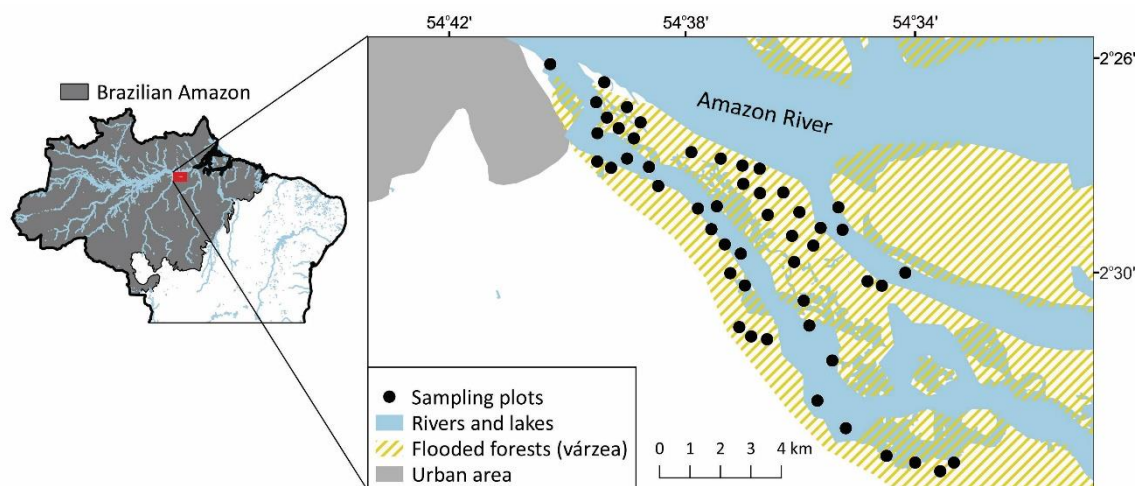 54°42' 54°38' 54°34'
Brazilian Amazon
2°26'
Amazon River
2°30'
Sampling plots
Rivers and lakes
Flooded forests (várzea)
Urban area
0 1 2 3 4 km